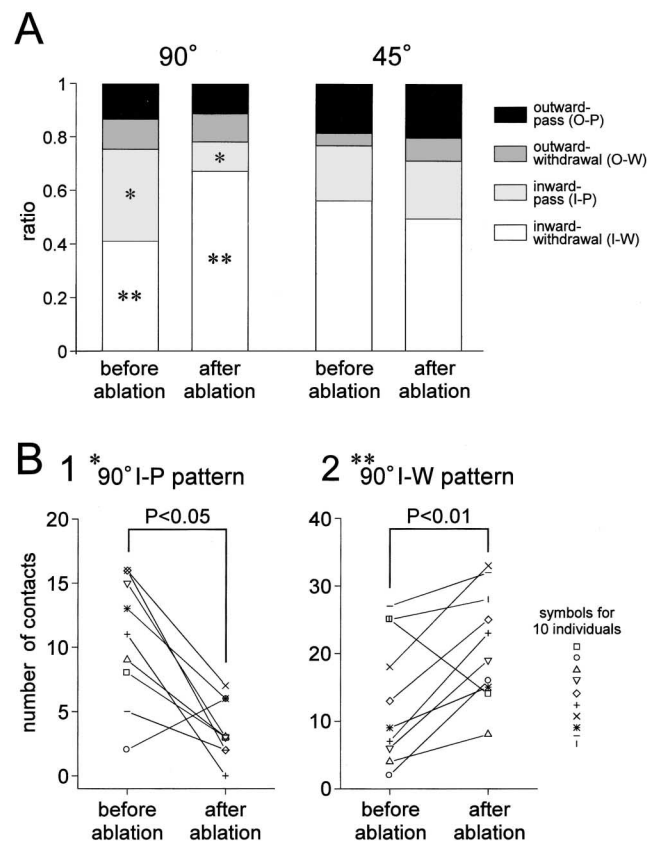 A
90° 45°
1
0.8
0.6
0.4
0.2
0
ratio
*
**
*
**
before
ablation
after
ablation
before
ablation
after
ablation
outward-
pass (O-P)
outward-
withdrawal (O-W)
inward-
pass (I-P)
inward-
withdrawal (I-W)
B 1 *90° I-P pattern
P<0.05
20
15
10
5
0
number of contacts
before
ablation
after
ablation
2 **90° I-W pattern
P<0.01
40
30
20
10
0
before
ablation
after
ablation
symbols for
10 individuals